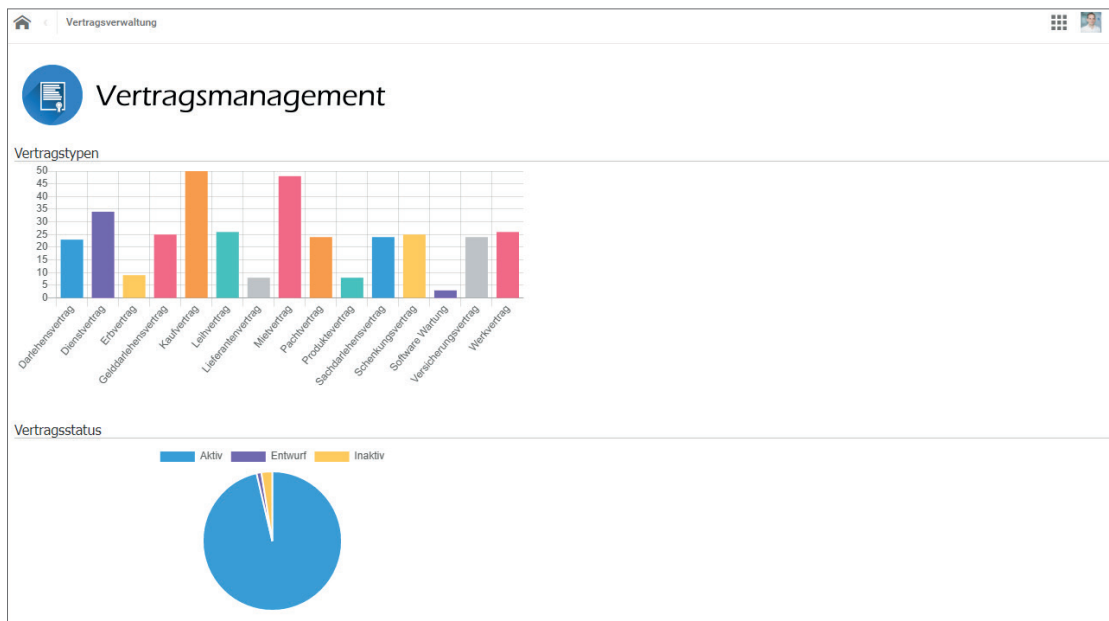 Vertragsverwaltung
Vertragsmanagement
Vertragstypen
50
45
40
35
30
25
20
15
10
5
0
Darlehensvertrag
Dienstvertrag
Erbvertrag
Gelddarlehensvertrag
Kaufvertrag
Leihvertrag
Lieferantenvertrag
Mietvertrag
Pachtvertrag
Produktevertrag
Sachdarlehensvertrag
Schenkungsvertrag
Software Wartung
Versicherungsvertrag
Werkvertrag
Vertragsstatus
Aktiv Entwurf Inaktiv